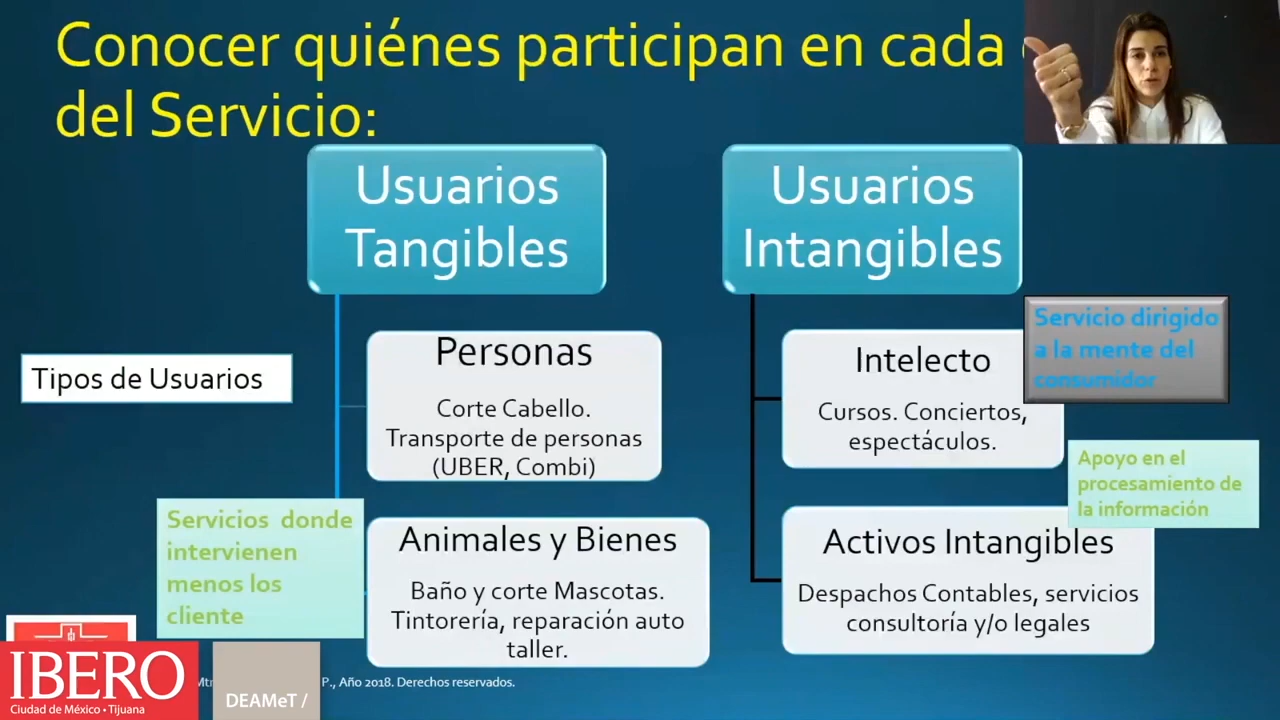 Conocer quiénes participan en cada
del Servicio:
Usuarios
Tangibles
Usuarios
Intangibles
Tipos de Usuarios
Personas
Corte Cabello.
Transporte de personas
(UBER, Combi)
Intelecto
Cursos. Conciertos,
espectáculos.
Servicio dirigido
a la mente del
consumidor
Apoyo en el
procesamiento de
la información
Servicios donde
intervienen
menos los
cliente
Animales y Bienes
Baño y corte Mascotas.
Tintorería, reparación auto
taller.
Activos Intangibles
Despachos Contables, servicios
consultoría y/o legales
IBERO
Ciudad de México • Tijuana
DEAMeT /
P., Año 2018. Derechos reservados.